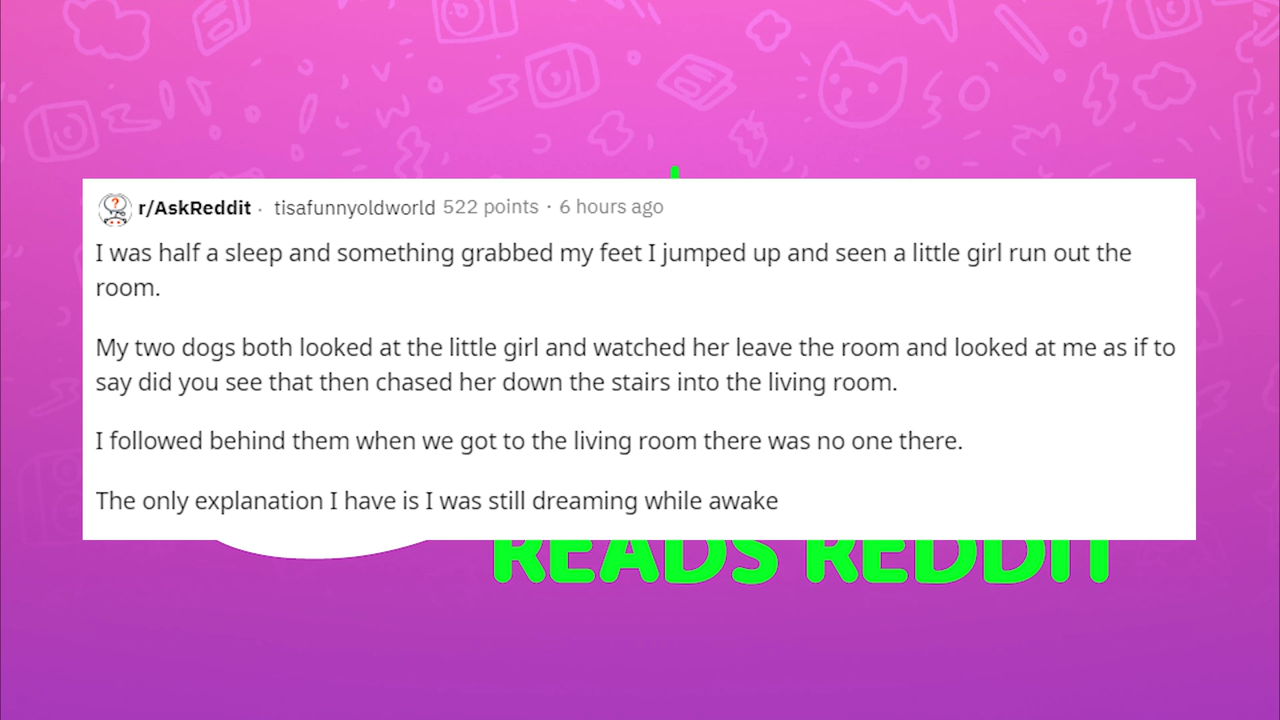 r/AskReddit · tisafunnyoldworld 522 points · 6 hours ago
I was half a sleep and something grabbed my feet I jumped up and seen a little girl run out the
room.
My two dogs both looked at the little girl and watched her leave the room and looked at me as if to
say did you see that then chased her down the stairs into the living room.
I followed behind them when we got to the living room there was no one there.
The only explanation I have is I was still dreaming while awake
READS REDDIT